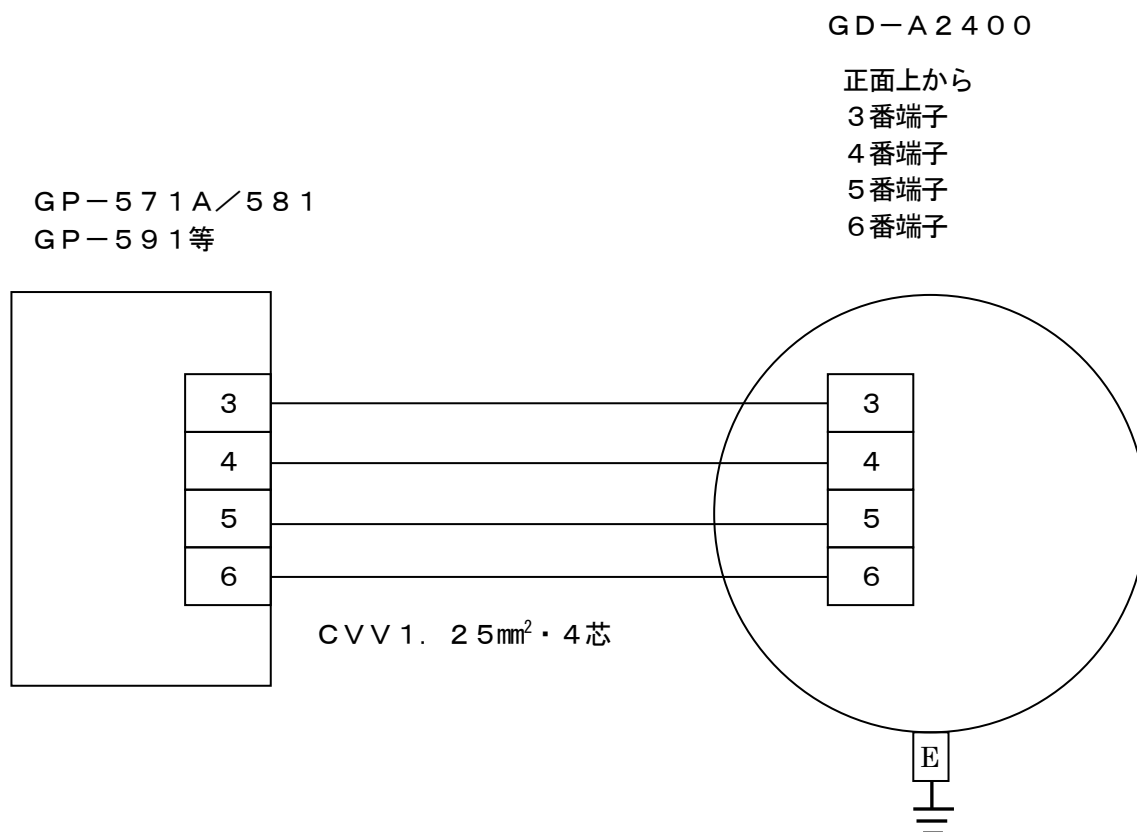 GD－A2400
正面上から
3番端子
4番端子
5番端子
6番端子
GP－571A／581
GP－591等
3
4
5
6
3
4
5
6
CVV1．25㎜²・4芯
E